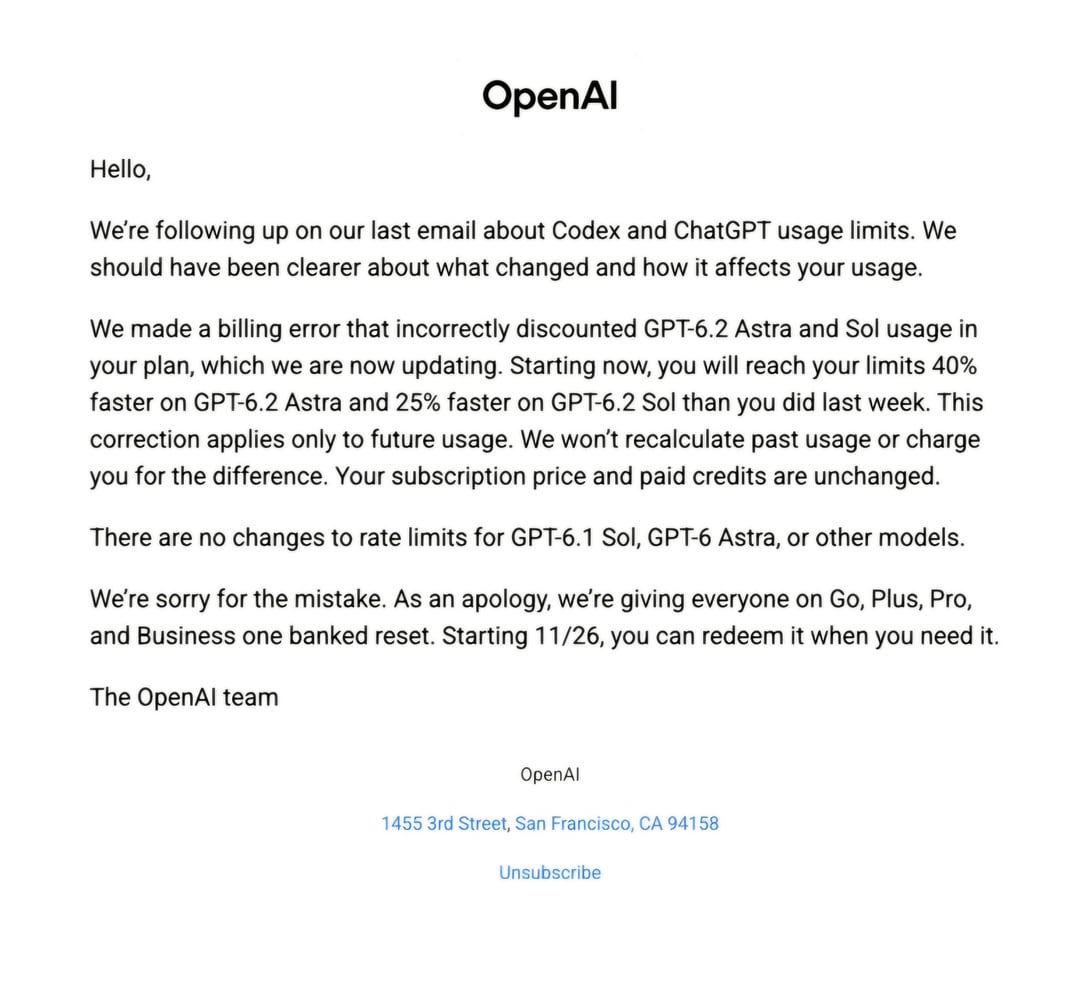 OpenAI
Hello,
We’re following up on our last email about Codex and ChatGPT usage limits. We
should have been clearer about what changed and how it affects your usage.
We made a billing error that incorrectly discounted GPT-6.2 Astra and Sol usage in
your plan, which we are now updating. Starting now, you will reach your limits 40%
faster on GPT-6.2 Astra and 25% faster on GPT-6.2 Sol than you did last week. This
correction applies only to future usage. We won’t recalculate past usage or charge
you for the difference. Your subscription price and paid credits are unchanged.
There are no changes to rate limits for GPT-6.1 Sol, GPT-6 Astra, or other models.
We’re sorry for the mistake. As an apology, we’re giving everyone on Go, Plus, Pro,
and Business one banked reset. Starting 11/26, you can redeem it when you need it.
The OpenAI team
OpenAI
1455 3rd Street, San Francisco, CA 94158
Unsubscribe